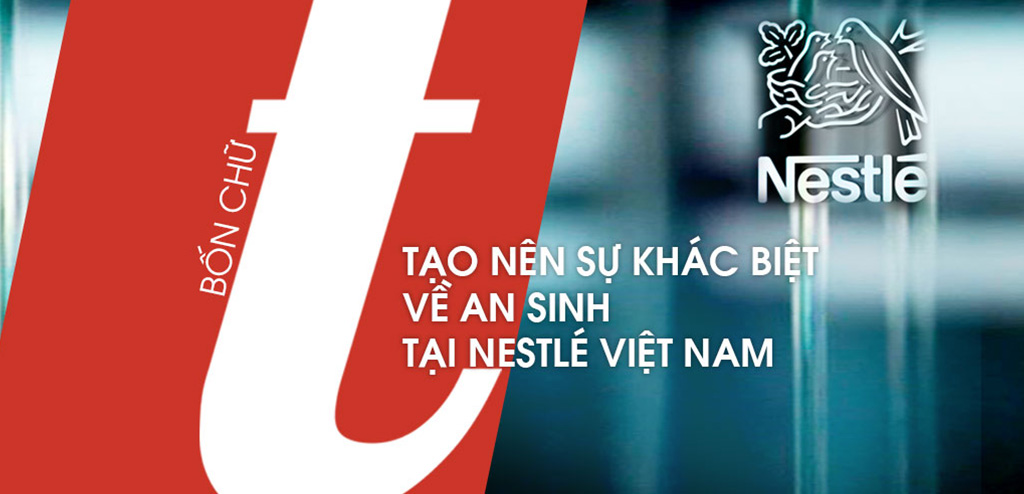 BỐN CHỮ
t
TẠO NÊN SỰ KHÁC BIỆT
VỀ AN SINH
TẠI NESTLÉ VIỆT NAM
Nestlé